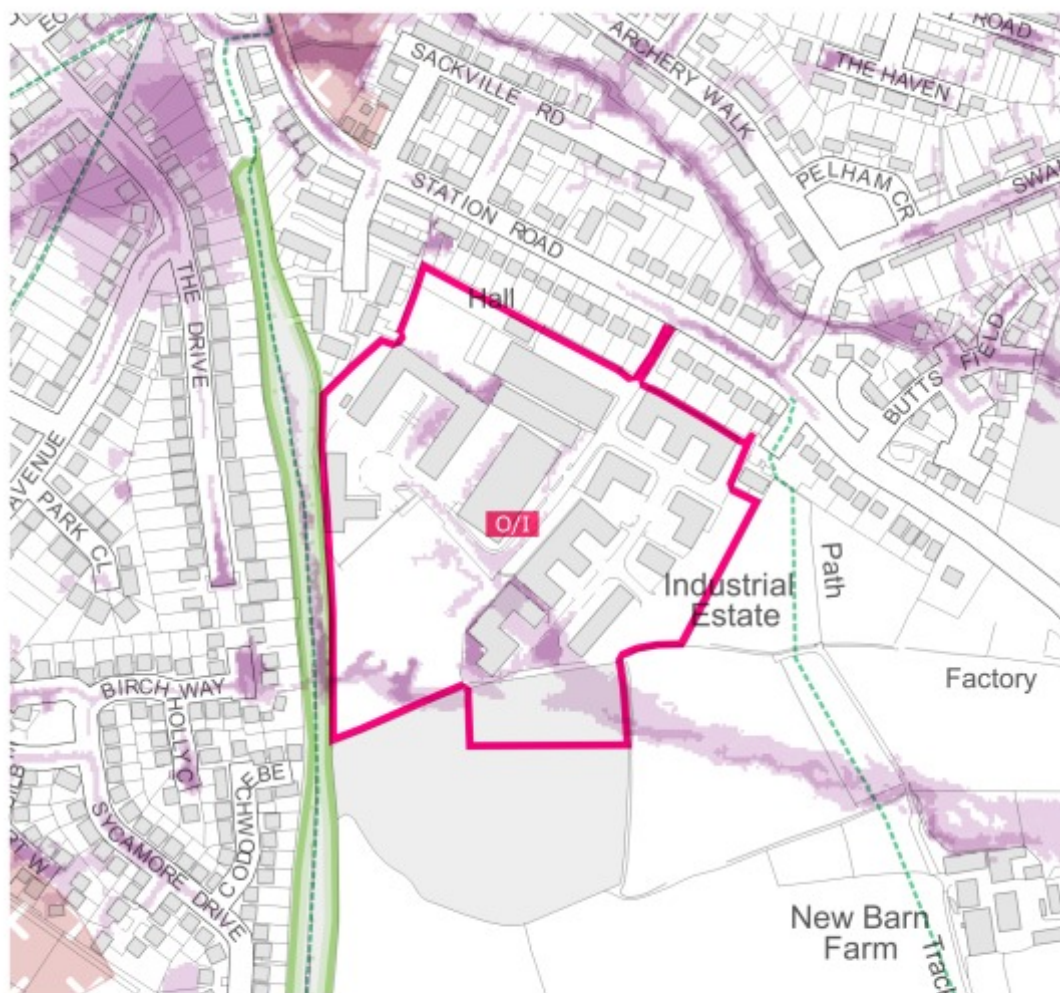 ROAD
ARCHERY WALK
SACKVILLE RD
THE HAVEN
STATION ROAD
PELHAM CR
SWA
THE DRIVE
Hall
BUTTS FIELD
AVENUE
PARK CL
O/I
Path
Industrial
Estate
Factory
BIRCH WAY
HOLLY C
SYCAMORE DRIVE
New Barn
Farm
Track